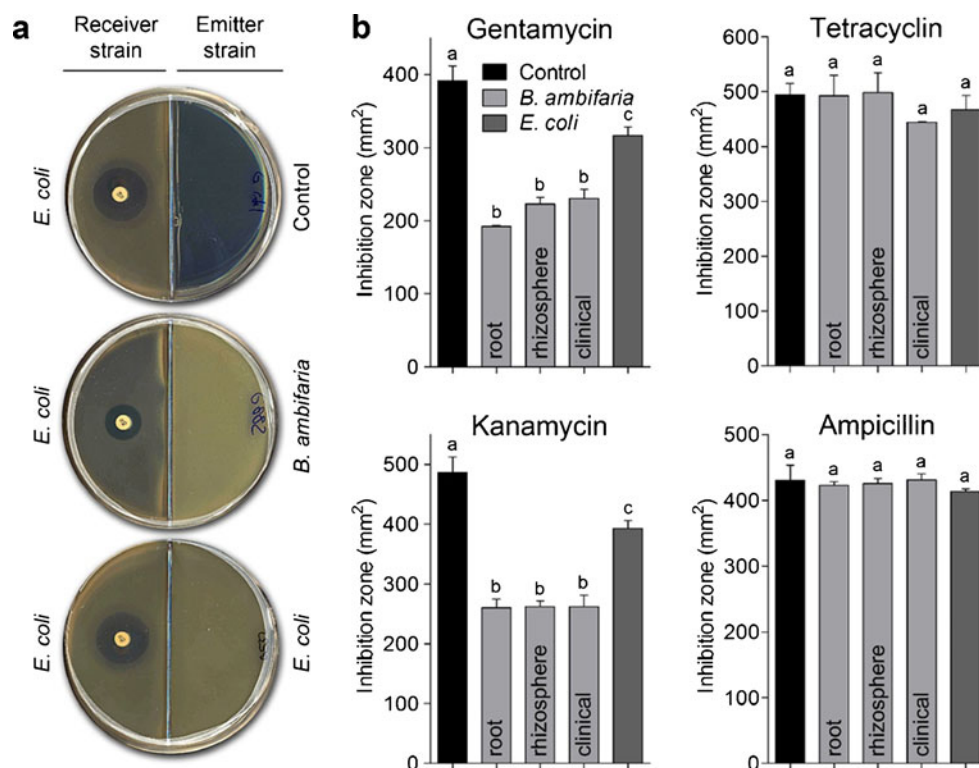 a
Receiver
strain
Emitter
strain
E. coli
Control
E. coli
B. ambifaria
E. coli
E. coli
b
Gentamycin
Control
B. ambifaria
E. coli
Inhibition zone (mm²)
400
300
200
100
0
a
b
b
b
c
root
rhizosphere
clinical
Tetracyclin
Inhibition zone (mm²)
600
500
400
300
200
100
0
a
a
a
a
a
root
rhizosphere
clinical
Kanamycin
Inhibition zone (mm²)
500
400
300
200
100
0
a
b
b
b
c
root
rhizosphere
clinical
Ampicillin
Inhibition zone (mm²)
500
400
300
200
100
0
a
a
a
a
a
root
rhizosphere
clinical